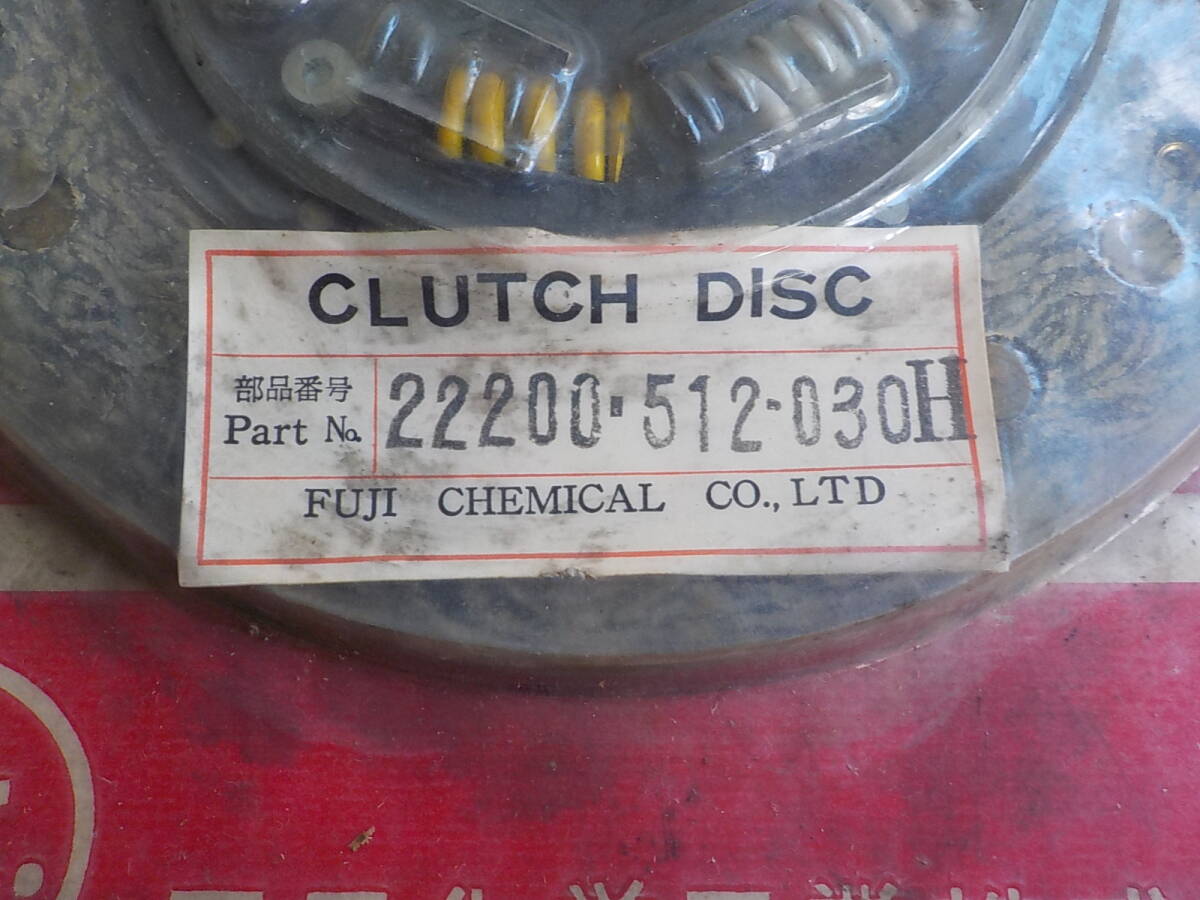 CLUTCH DISC
部品番号
Part No. 22200-512-030H
FUJI CHEMICAL CO., LTD